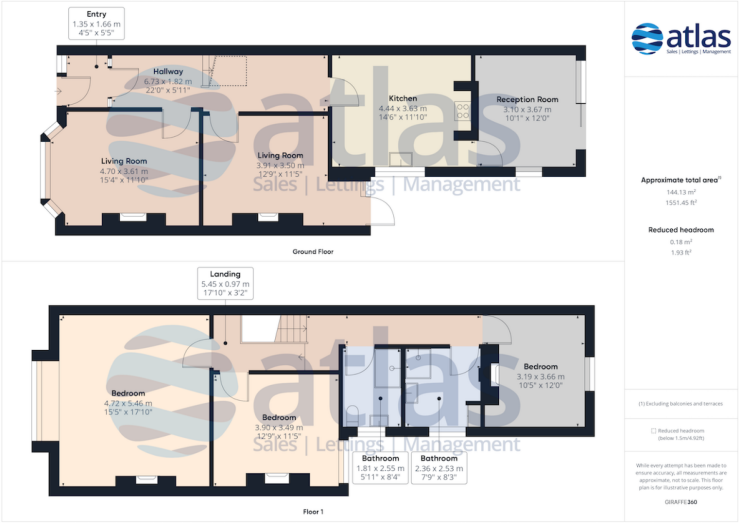 Entry
1.35 x 1.66 m
4'5" x 5'5"
Hallway
6.73 x 1.82 m
22'0" x 5'11"
Kitchen
4.44 x 3.63 m
14'6" x 11'10"
Reception Room
3.10 x 3.67 m
10'1" x 12'0"
Living Room
4.70 x 3.61 m
15'4" x 11'10"
Living Room
3.91 x 3.50 m
12'9" x 11'5"
atlas
Sales | Lettings | Management
Ground Floor
Landing
5.45 x 0.97 m
17'10" x 3'2"
Bedroom
4.72 x 5.46 m
15'5" x 17'10"
Bedroom
3.90 x 3.49 m
12'9" x 11'5"
Bedroom
3.19 x 3.66 m
10'5" x 12'0"
atlas
Sales | Lettings | Management
Bathroom
1.81 x 2.55 m
5'11" x 8'4"
Bathroom
2.36 x 2.53 m
7'9" x 8'3"
Floor 1
atlas
Sales | Lettings | Management
Approximate total area(1)
144.13 m²
1551.45 ft²
Reduced headroom
0.18 m²
1.93 ft²
(1) Excluding balconies and terraces
Reduced headroom
(below 1.5m/4.92ft)
While every attempt has been made to
ensure accuracy, all measurements are
approximate, not to scale. This floor
plan is for illustrative purposes only.
GIRAFFE360